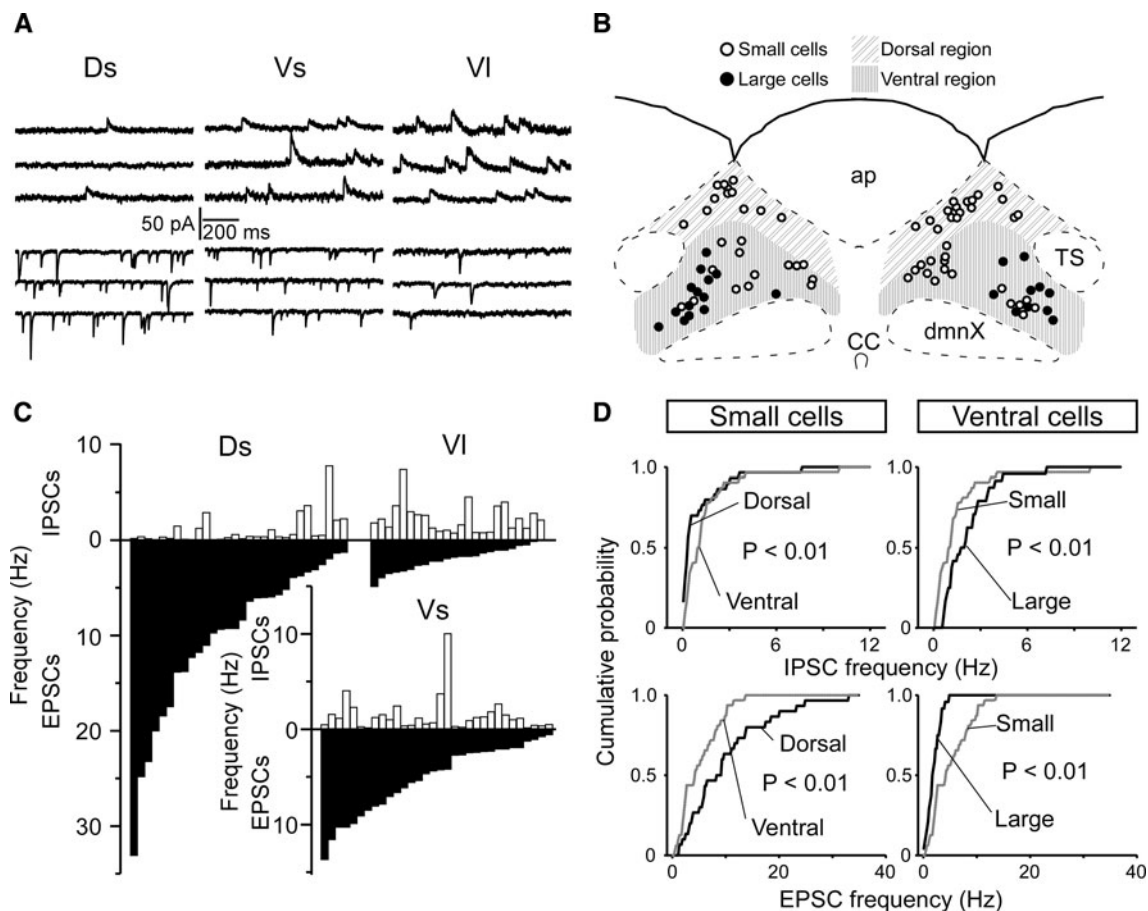 A
Ds Vs Vl
50 pA
200 ms
B
Small cells Dorsal region
Large cells Ventral region
ap
TS
dmnX
CC
C
Ds Vl
10
0
10
20
30
IPSCs
EPSCs
Frequency (Hz)
Vs
10
0
10
IPSCs
EPSCs
Frequency (Hz)
D
Small cells Ventral cells
Cumulative probability
1.0
0.5
0
Dorsal
P < 0.01
Ventral
0 6 12
1.0
0.5
0
Small
P < 0.01
Large
0 6 12
IPSC frequency (Hz)
1.0
0.5
0
Dorsal
P < 0.01
Ventral
0 20 40
1.0
0.5
0
Small
P < 0.01
Large
0 20 40
EPSC frequency (Hz)